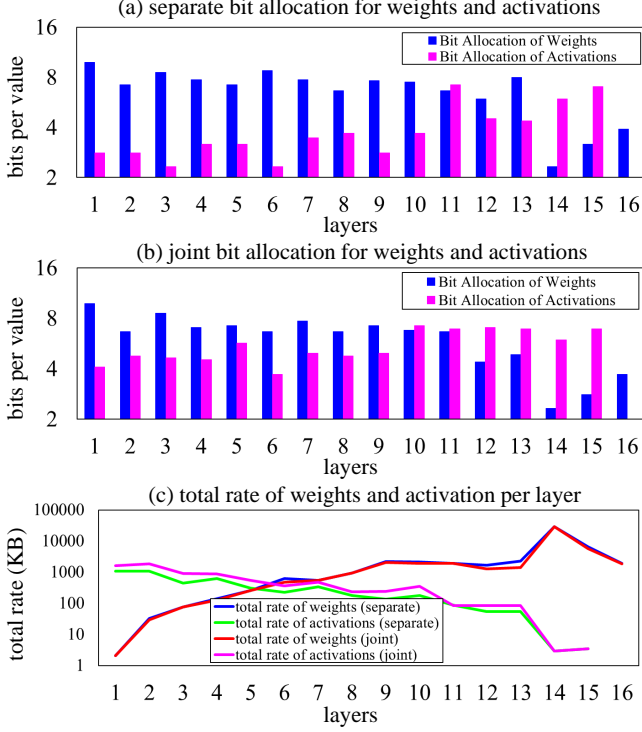 (a) separate bit allocation for weights and activations
bits per value
16
8
4
2
Bit Allocation of Weights
Bit Allocation of Activations
1 2 3 4 5 6 7 8 9 10 11 12 13 14 15 16
layers
(b) joint bit allocation for weights and activations
bits per value
16
8
4
2
Bit Allocation of Weights
Bit Allocation of Activations
1 2 3 4 5 6 7 8 9 10 11 12 13 14 15 16
layers
(c) total rate of weights and activation per layer
total rate (KB)
100000
10000
1000
100
10
1
total rate of weights (separate)
total rate of activations (separate)
total rate of weights (joint)
total rate of activations (joint)
1 2 3 4 5 6 7 8 9 10 11 12 13 14 15 16
layers